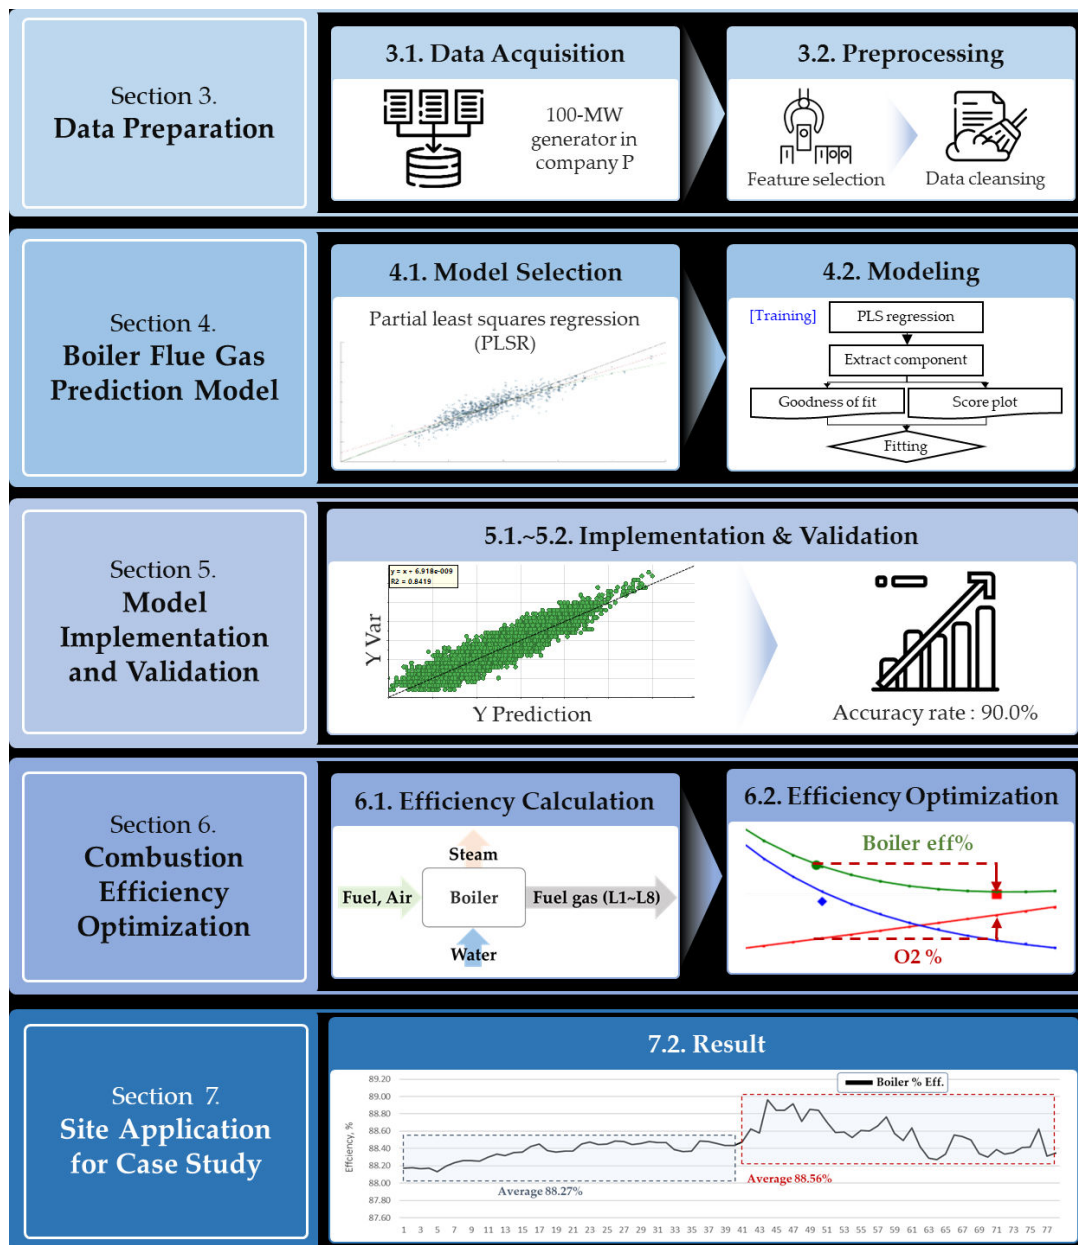 Section 3.
Data Preparation
3.1. Data Acquisition
100-MW
generator in
company P
3.2. Preprocessing
Feature selection
Data cleansing
Section 4.
Boiler Flue Gas
Prediction Model
4.1. Model Selection
Partial least squares regression
(PLSR)
4.2. Modeling
[Training]
PLS regression
Extract component
Goodness of fit
Score plot
Fitting
Section 5.
Model
Implementation
and Validation
5.1.~5.2. Implementation & Validation
y = x + 6.918e-009
R2 = 0.8419
Y Var
Y Prediction
Accuracy rate : 90.0%
Section 6.
Combustion
Efficiency
Optimization
6.1. Efficiency Calculation
Steam
Fuel, Air
Boiler
Fuel gas (L1~L8)
Water
6.2. Efficiency Optimization
Boiler eff%
O2 %
Section 7.
Site Application
for Case Study
7.2. Result
Boiler % Eff.
Effciency, %
89.20
89.00
88.80
88.60
88.40
88.20
88.00
87.80
87.60
Average 88.27%
Average 88.56%
1 3 5 7 9 11 13 15 17 19 21 23 25 27 29 31 33 35 37 39 41 43 45 47 49 51 53 55 57 59 61 63 65 67 69 71 73 75 77